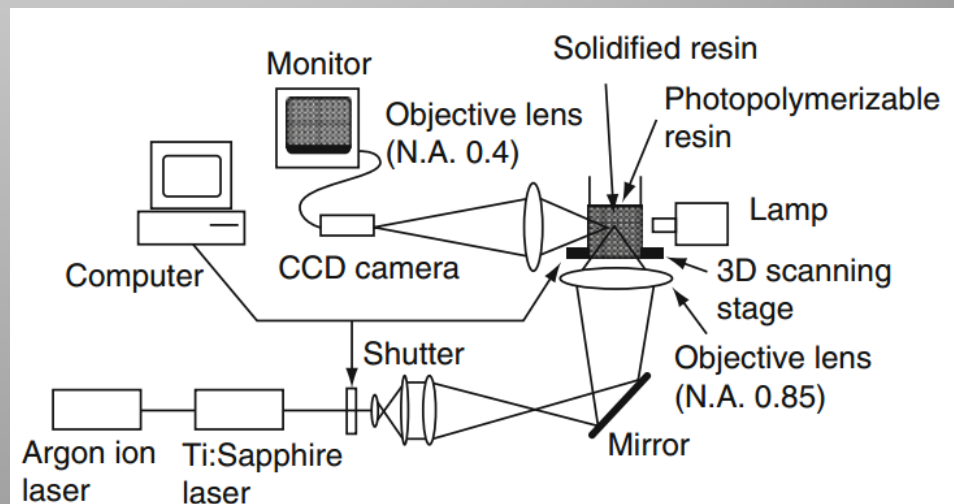 Solidified resin
Monitor
Photopolymerizable
resin
Objective lens
(N.A. 0.4)
Lamp
CCD camera
Computer
3D scanning
stage
Shutter
Objective lens
(N.A. 0.85)
Mirror
Argon ion
laser
Ti:Sapphire
laser